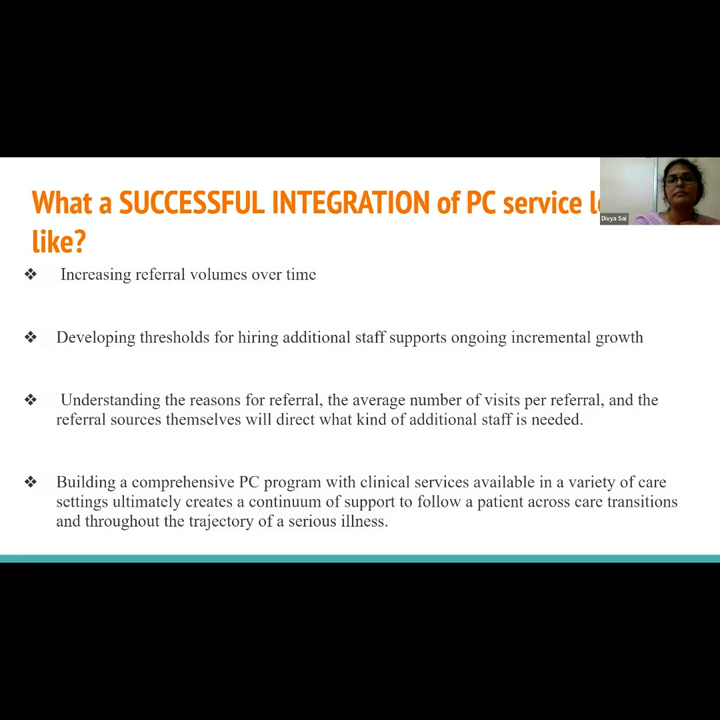 What a SUCCESSFUL INTEGRATION of PC service
like?
Divya Sai
❖ Increasing referral volumes over time
❖ Developing thresholds for hiring additional staff supports ongoing incremental growth
❖ Understanding the reasons for referral, the average number of visits per referral, and the
referral sources themselves will direct what kind of additional staff is needed.
❖ Building a comprehensive PC program with clinical services available in a variety of care
settings ultimately creates a continuum of support to follow a patient across care transitions
and throughout the trajectory of a serious illness.